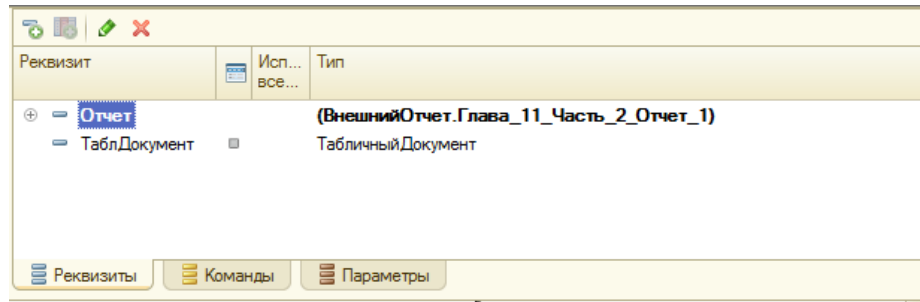 Реквизит Исп... все... Тип
Отчет (ВнешнийОтчет.Глава_11_Часть_2_Отчет_1)
ТаблДокумент ТабличныйДокумент
Реквизиты Команды Параметры